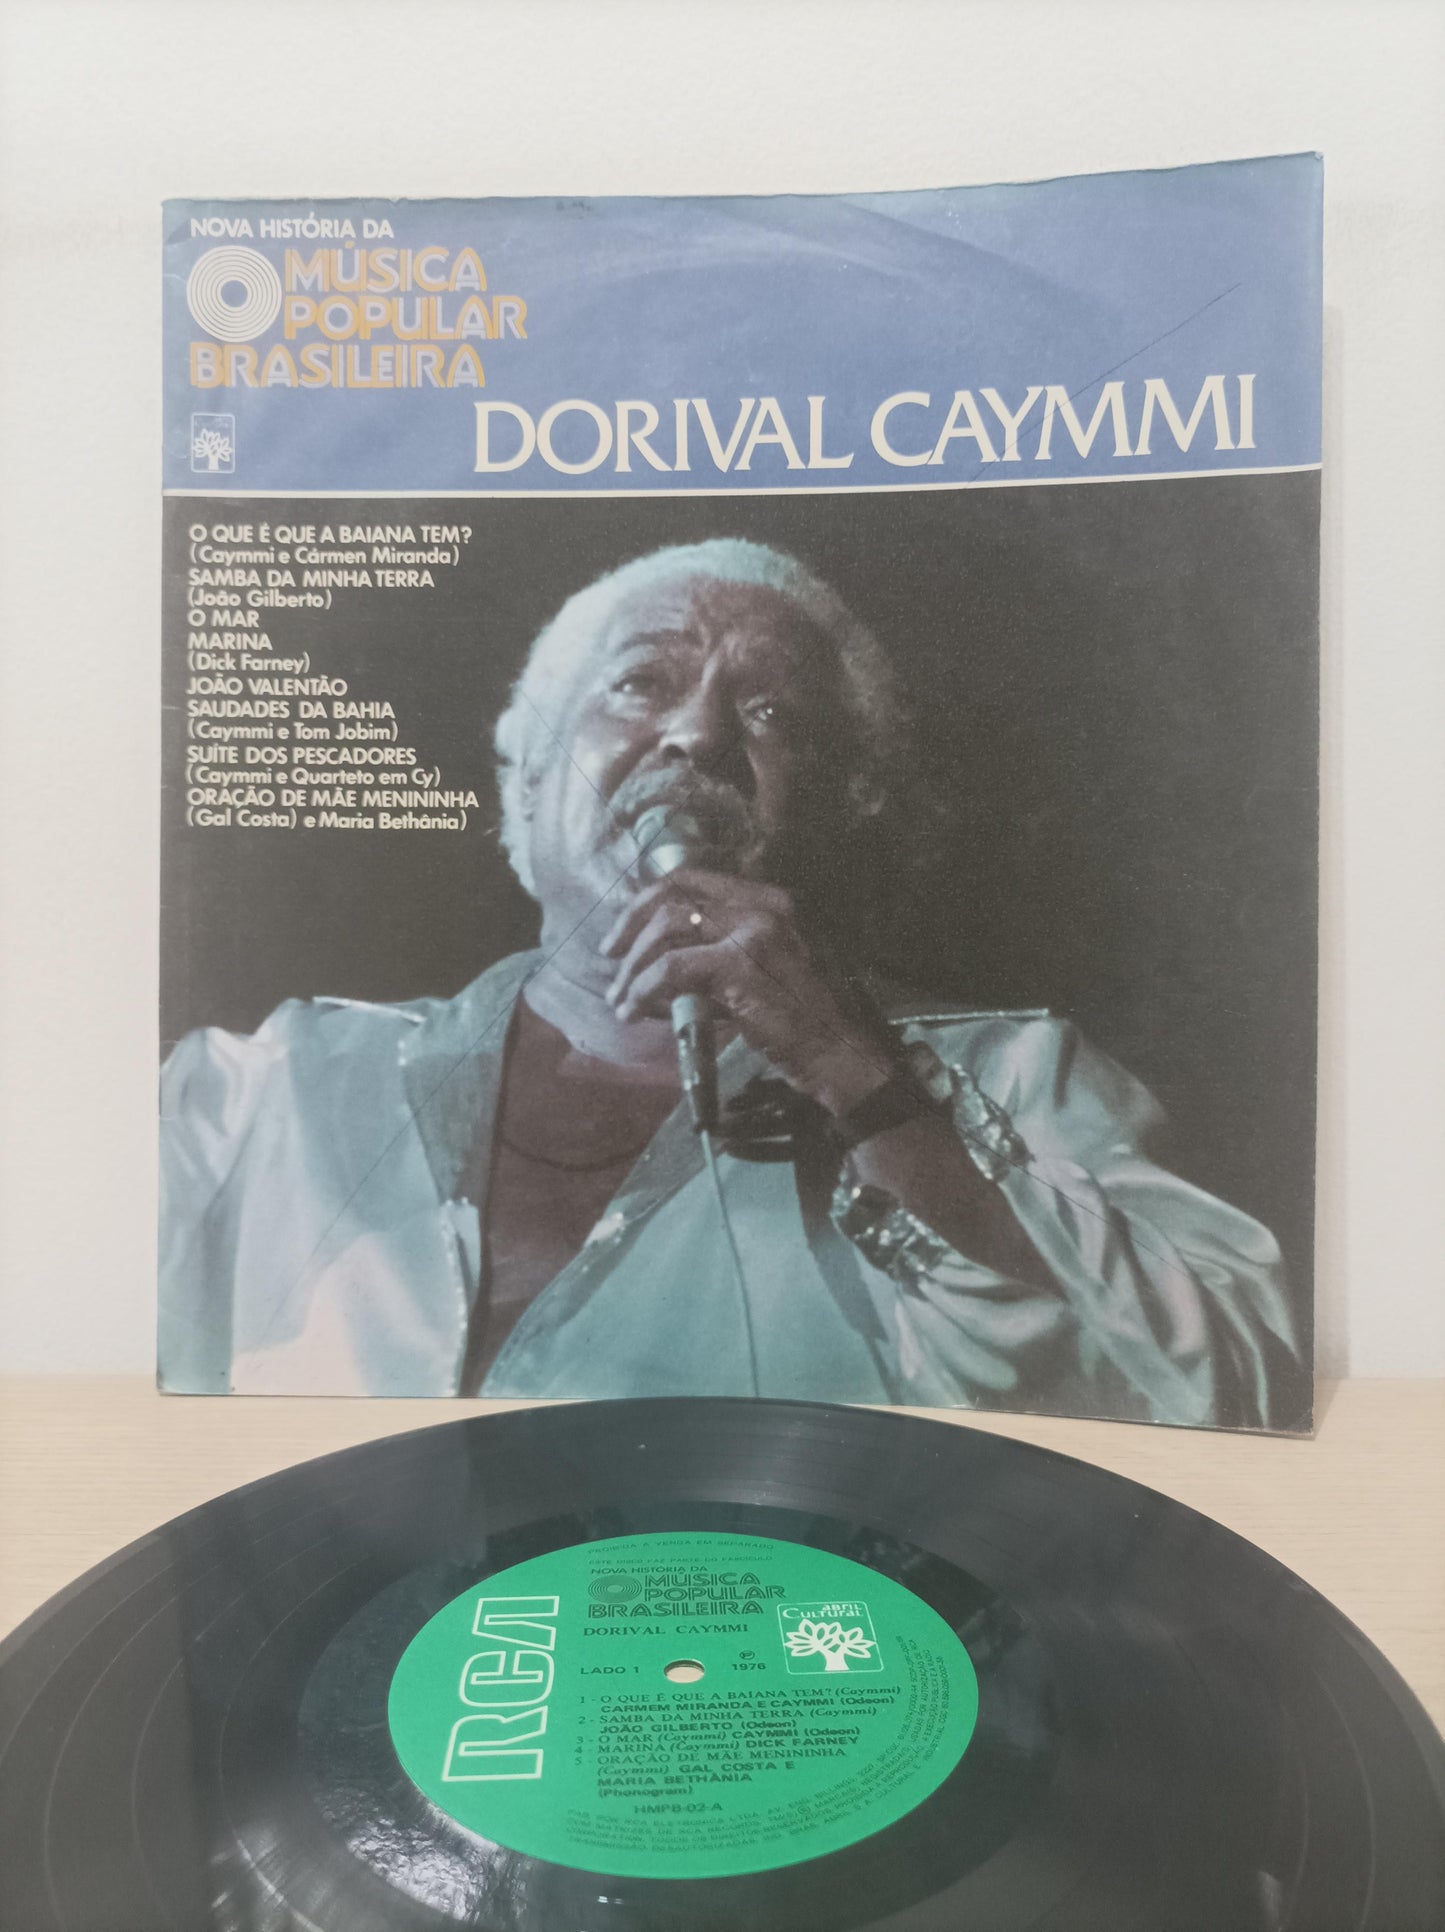 NOVA HISTÓRIA DA
MÚSICA
POPULAR
BRASILEIRA
DORIVAL CAYMMI
O QUE É QUE A BAIANA TEM?
(Caymmi e Cármen Miranda)
SAMBA DA MINHA TERRA
(João Gilberto)
O MAR
MARINA
(Dick Farney)
JOÃO VALENTÃO
SAUDADES DA BAHIA
(Caymmi e Tom Jobim)
SUÍTE DOS PESCADORES
(Caymmi e Quarteto em Cy)
ORAÇÃO DE MÃE MENININHA
(Gal Costa) e Maria Bethânia)
PROIBIDA A VENDA EM SEPARADO
ESTE DISCO FAZ PARTE DO FASCÍCULO
NOVA HISTÓRIA DA
MÚSICA
POPULAR
BRASILEIRA
DORIVAL CAYMMI
RCA
abril
Cultural
LADO 1
℗ 1976
1 - O QUE É QUE A BAIANA TEM? (Caymmi)
CARMEM MIRANDA E CAYMMI (Odeon)
2 - SAMBA DA MINHA TERRA (Caymmi)
JOÃO GILBERTO (Odeon)
3 - O MAR (Caymmi) CAYMMI (Odeon)
4 - MARINA (Caymmi) DICK FARNEY
5 - ORAÇÃO DE MÃE MENININHA
(Caymmi) GAL COSTA E
MARIA BETHÂNIA
(Phonogram)
HMPB-02-A